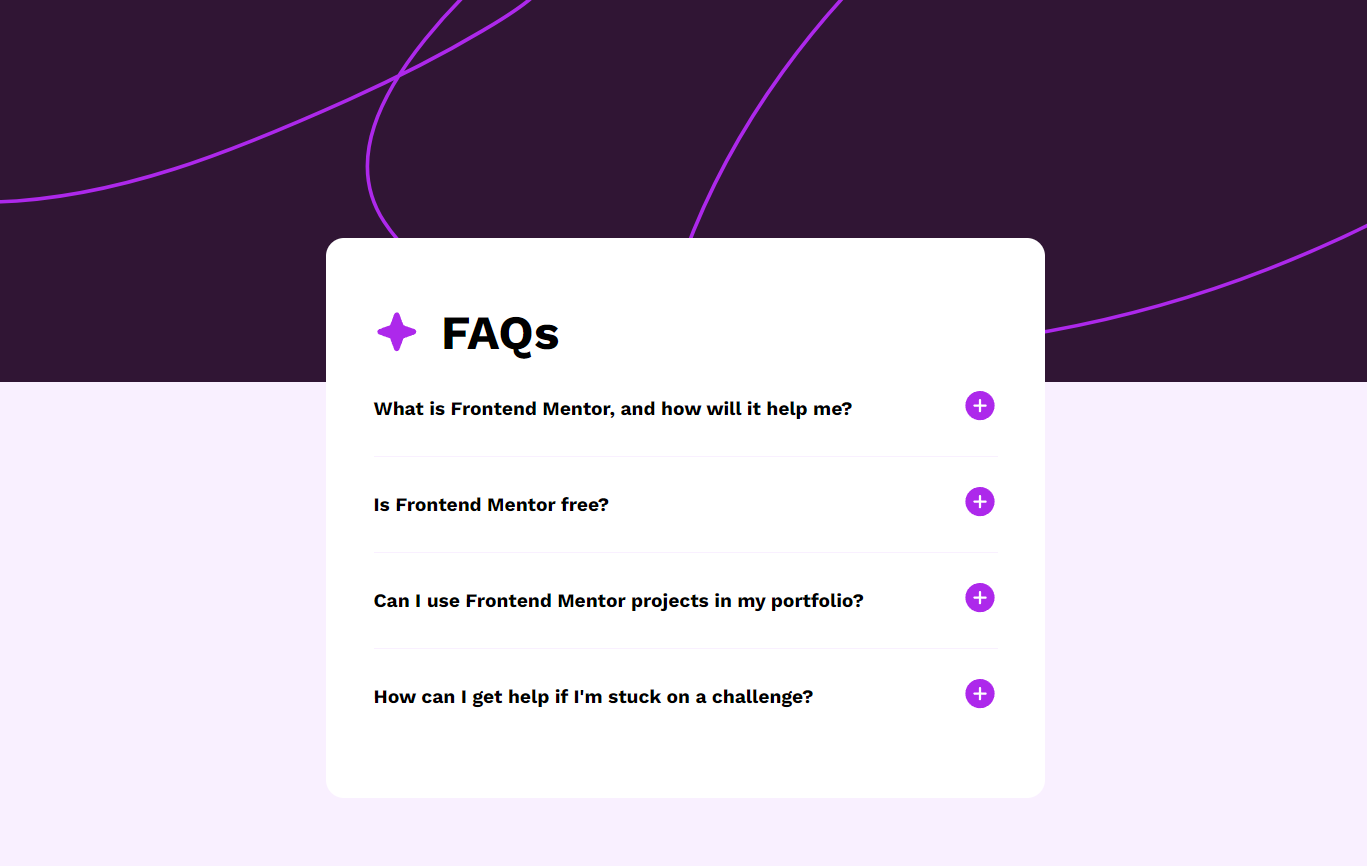 FAQs
What is Frontend Mentor, and how will it help me?
Is Frontend Mentor free?
Can I use Frontend Mentor projects in my portfolio?
How can I get help if I'm stuck on a challenge?